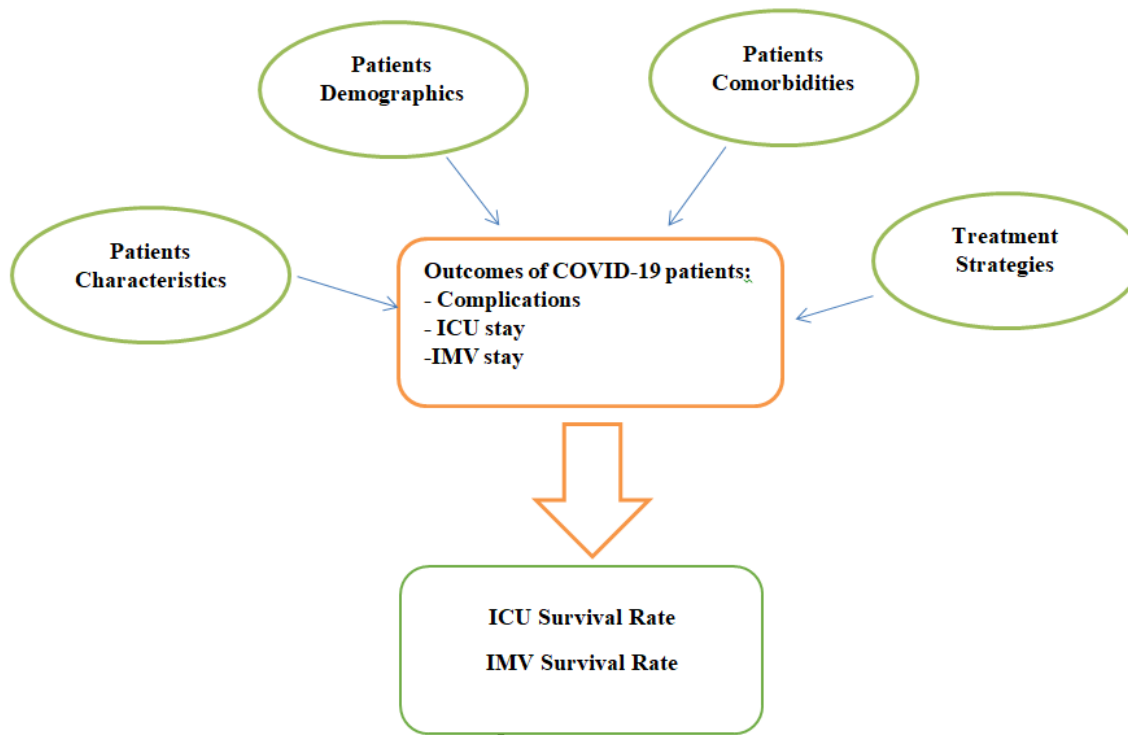 Patients
Demographics
Patients
Comorbidities
Patients
Characteristics
Treatment
Strategies
Outcomes of COVID-19 patients:
- Complications
- ICU stay
-IMV stay
ICU Survival Rate
IMV Survival Rate